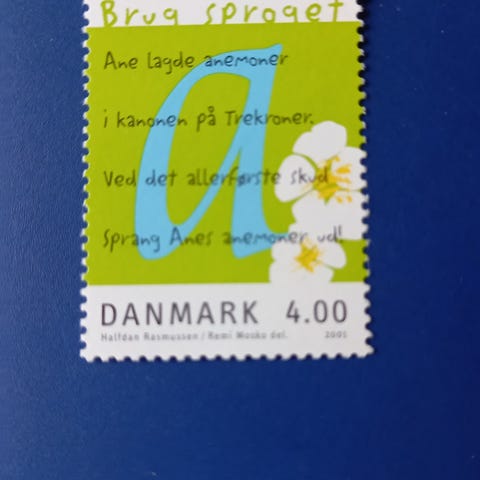 Brug sproget
Ane lagde anemoner
i kanonen på Trekroner.
Ved det allerførste skud
sprang Anes anemoner ud!
a
DANMARK 4.00
Halfdan Rasmussen / Remi Mosko del. 2001